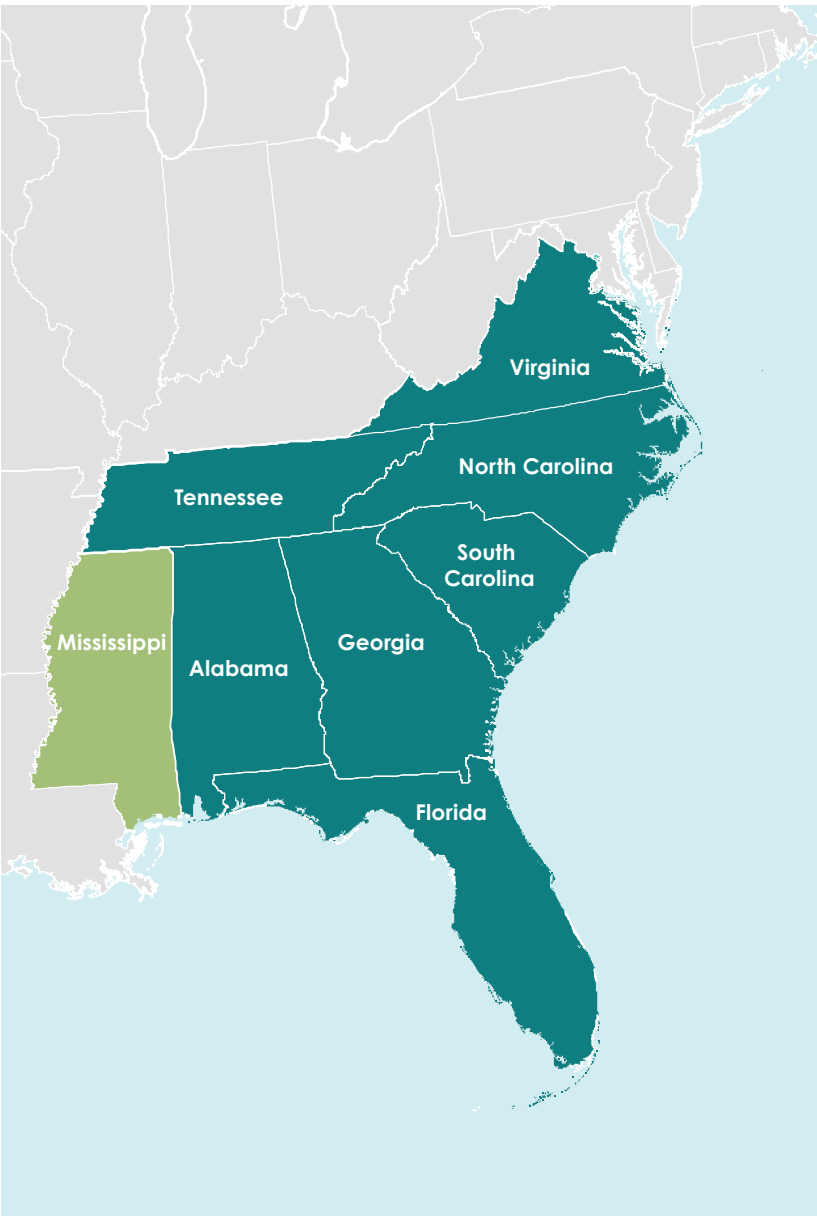 Virginia
North Carolina
Tennessee
South
Carolina
Mississippi
Georgia
Alabama
Florida